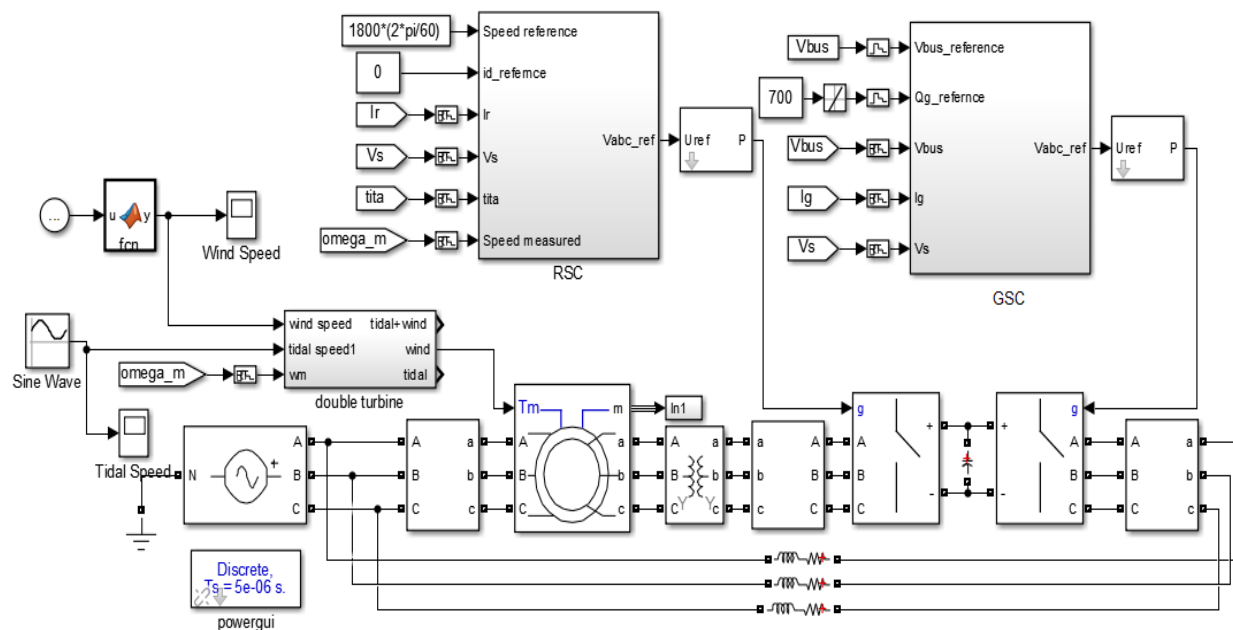 1800*(2*pi/60)
Speed reference
0
id_refernce
Ir
Ir
Vs
Vs
tita
tita
omega_m
Speed measured
Vabc_ref
RSC
Uref P
Vbus
Vbus_reference
700
Qg_refernce
Vbus
Vbus
Ig
Ig
Vs
Vs
Vabc_ref
GSC
Uref P
...
u y
fcn
Wind Speed
Sine Wave
Tidal Speed
omega_m
wind speed
tidal speed1
wm
tidal+wind
wind
tidal
double turbine
Tm
m
In1
N
A
B
C
A a
B b
C c
A a
B b
C c
A a
B b
C c
a A
b B
c C
g
A
B
C
+
-
+
-
g
A
B
C
A a
B b
C c
Discrete,
Ts = 5e-06 s.
powergui